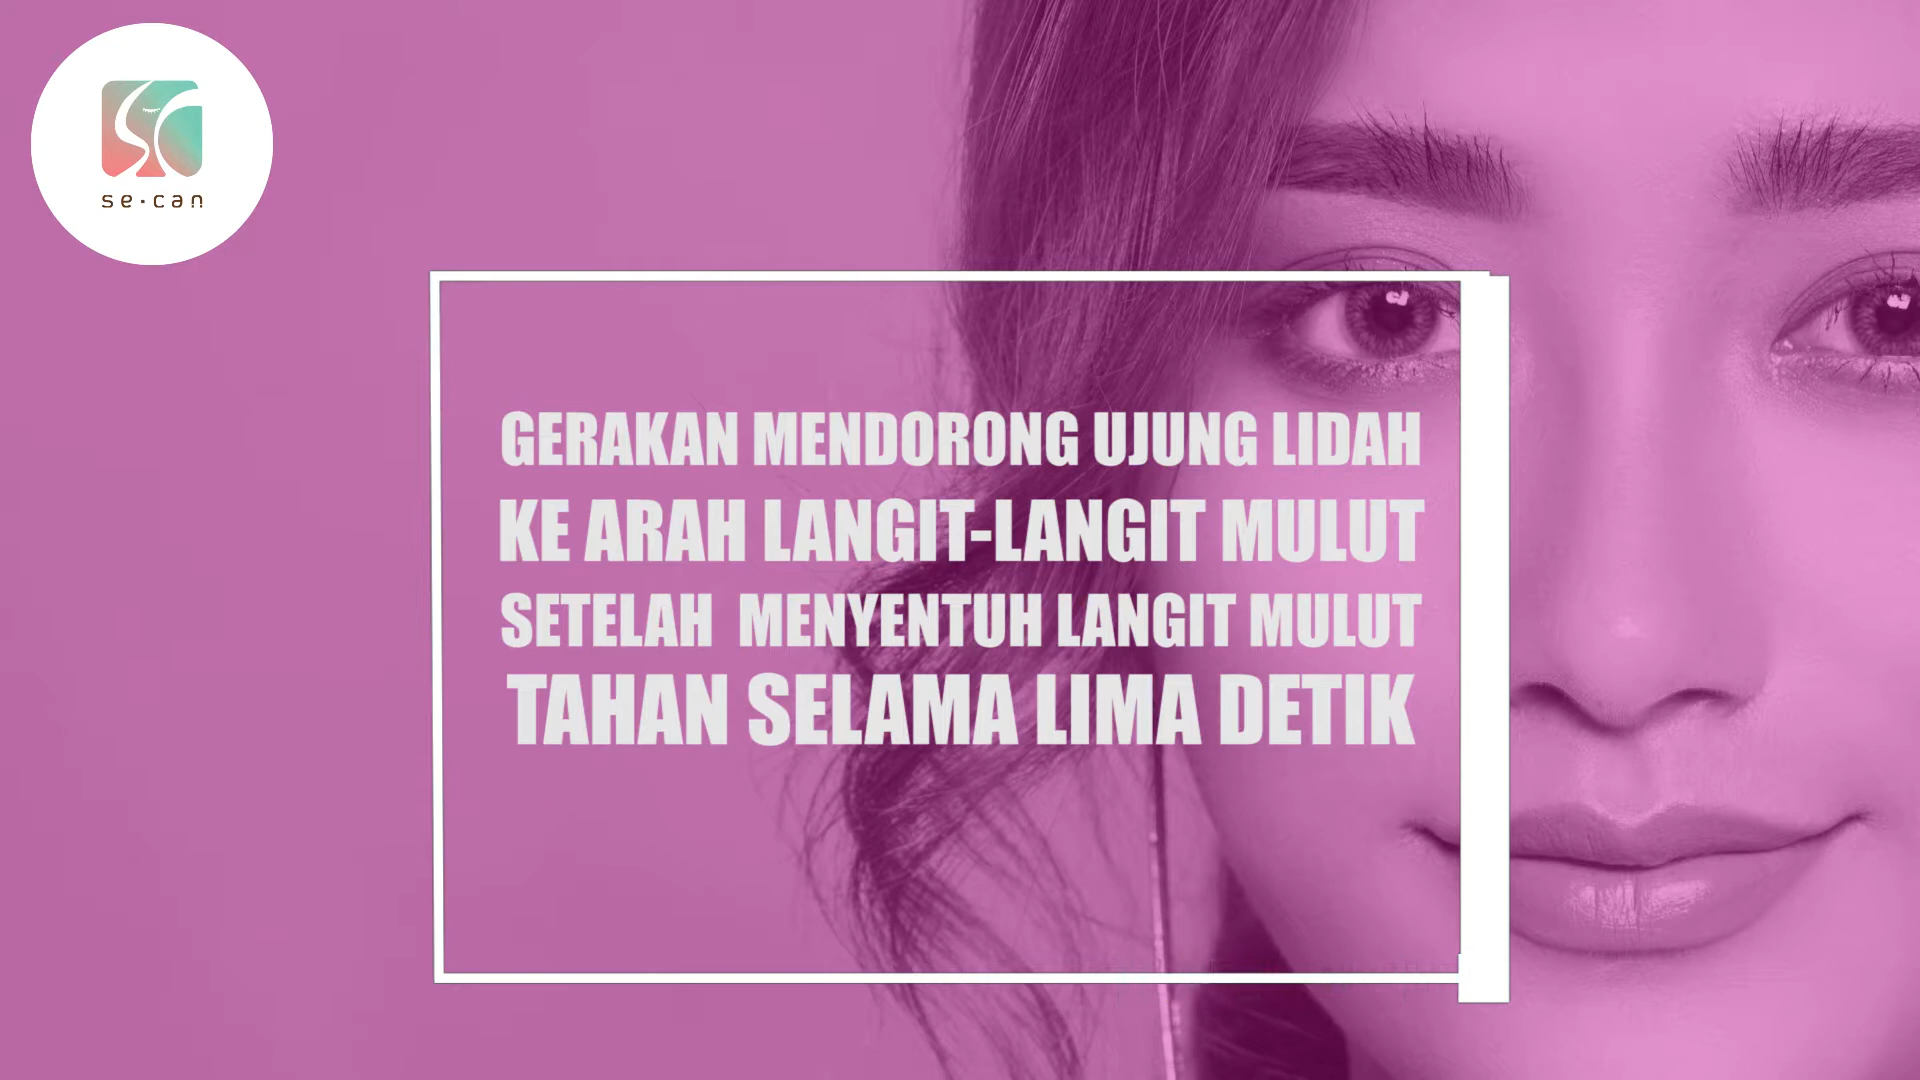 se·can
GERAKAN MENDORONG UJUNG LIDAH
KE ARAH LANGIT-LANGIT MULUT
SETELAH MENYENTUH LANGIT MULUT
TAHAN SELAMA LIMA DETIK